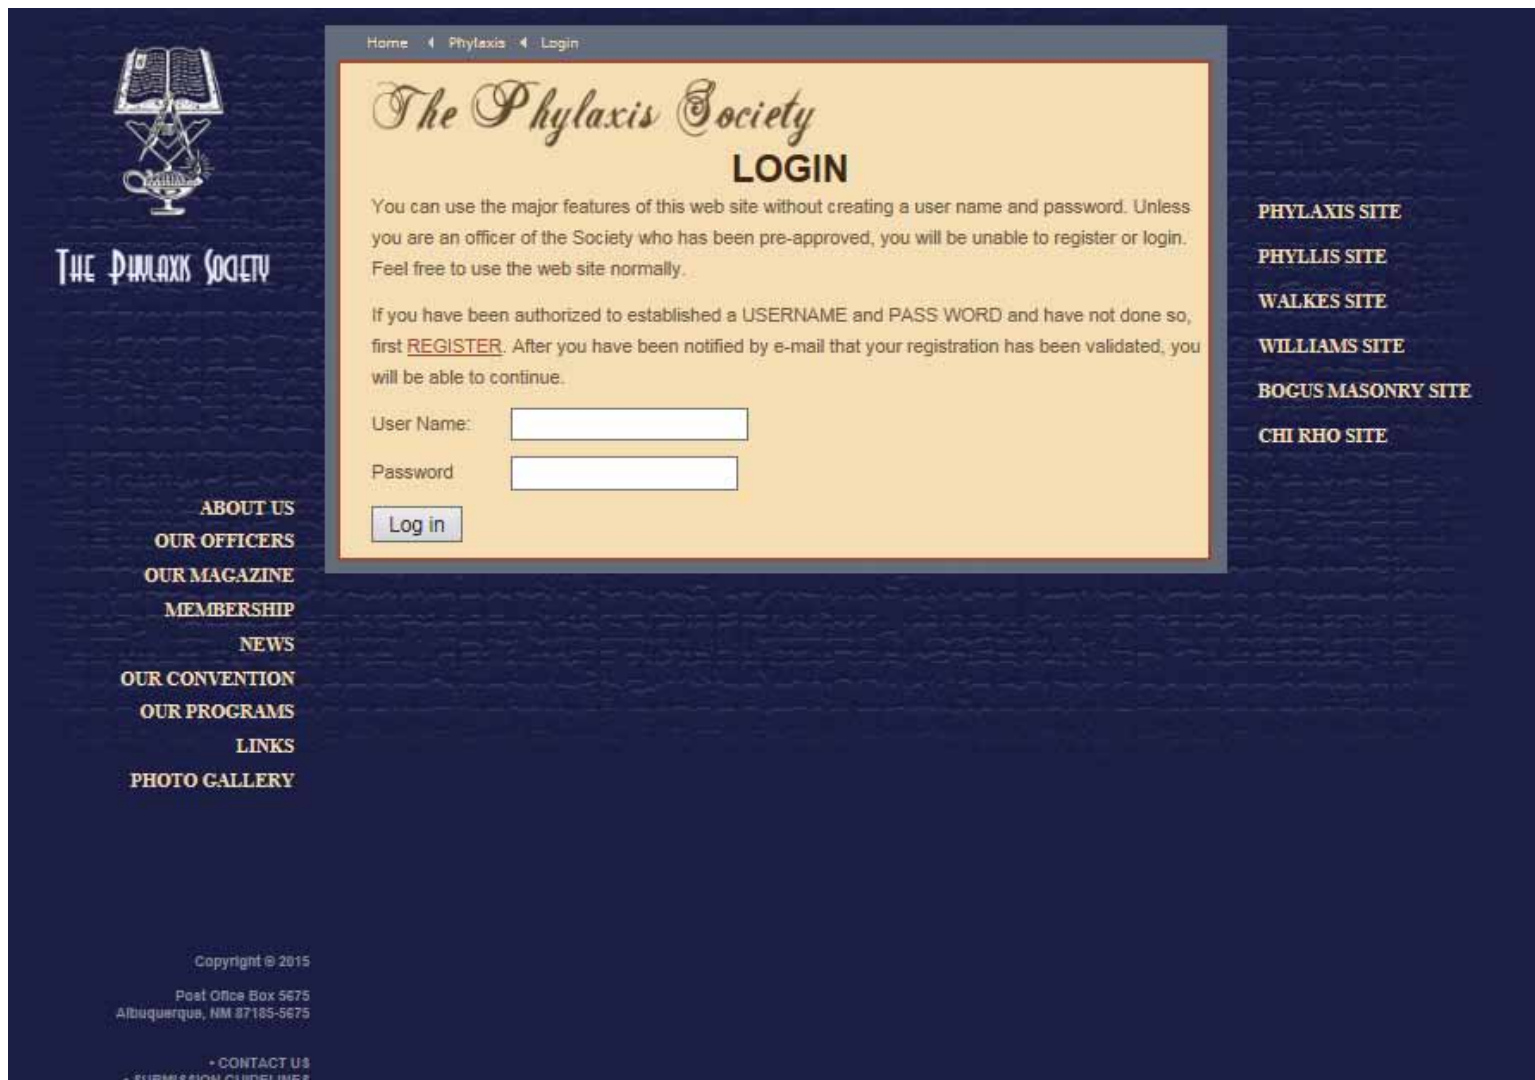 Home Phylaxis Login
The Phylaxis Society
LOGIN
You can use the major features of this web site without creating a user name and password. Unless
you are an officer of the Society who has been pre-approved, you will be unable to register or login.
Feel free to use the web site normally.
If you have been authorized to established a USERNAME and PASS WORD and have not done so,
first REGISTER. After you have been notified by e-mail that your registration has been validated, you
will be able to continue.
User Name:
Password
Log in
THE PHYLAXIS SOCIETY
ABOUT US
OUR OFFICERS
OUR MAGAZINE
MEMBERSHIP
NEWS
OUR CONVENTION
OUR PROGRAMS
LINKS
PHOTO GALLERY
Copyright © 2015
Post Office Box 5675
Albuquerque, NM 87185-5675
• CONTACT US
• SUBMISSION GUIDELINES
PHYLAXIS SITE
PHYLLIS SITE
WALKES SITE
WILLIAMS SITE
BOGUS MASONRY SITE
CHI RHO SITE